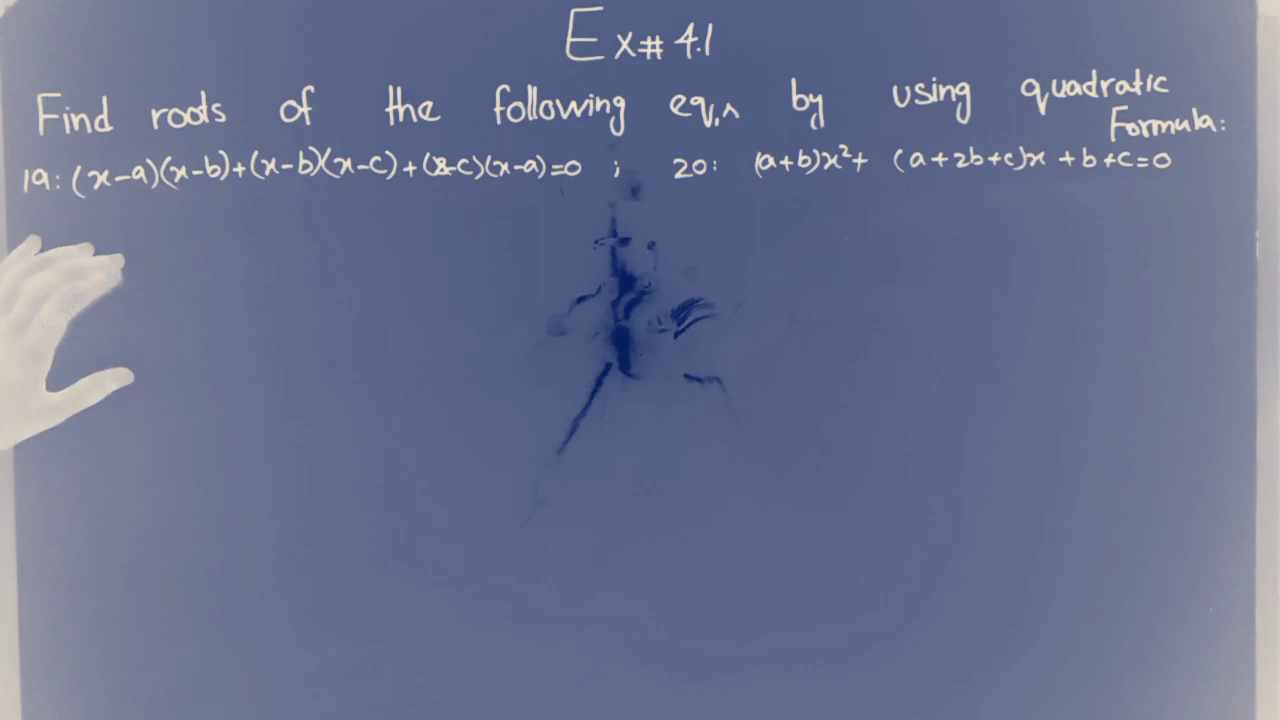 Ex# 4.1
Find roots of the following eq,n by using quadratic
Formula:
19: (x-a)(x-b)+(x-b)(x-c)+(x-c)(x-a)=0 ; 20: (a+b)x²+ (a+2b+c)x +b+c=0